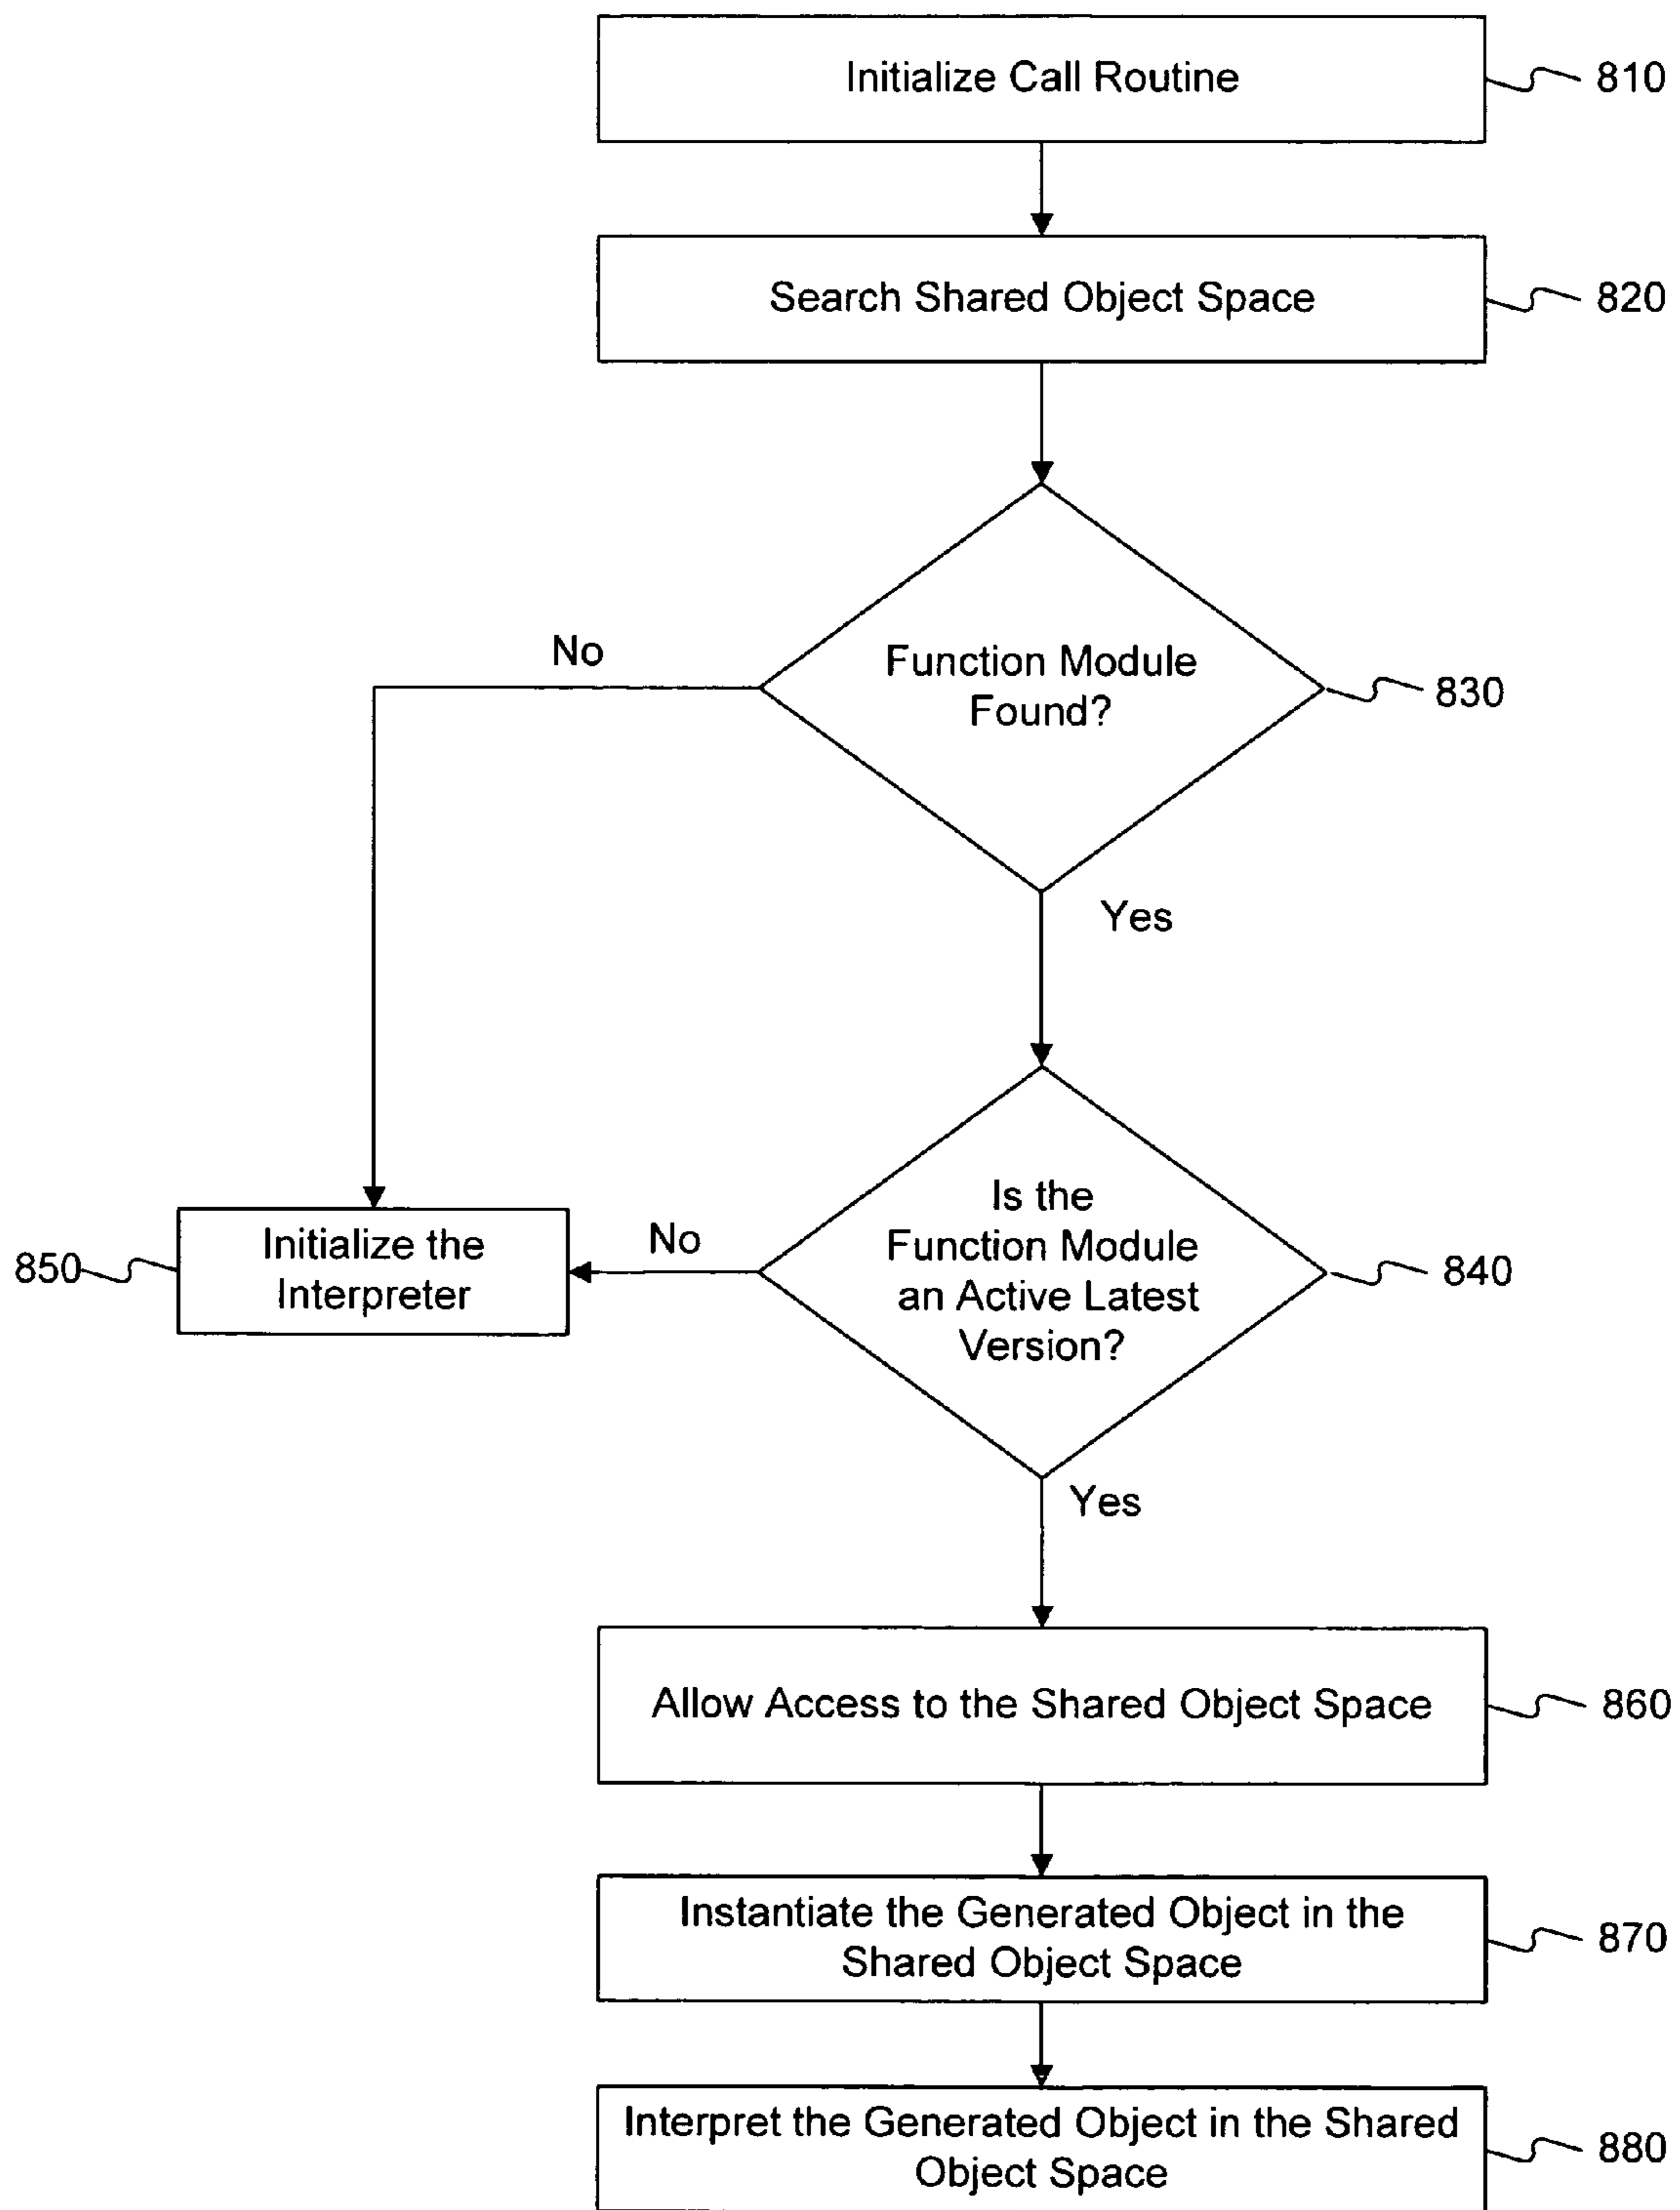 Initialize Call Routine
810
Search Shared Object Space
820
No
Function Module
Found?
830
Yes
Is the
Function Module
an Active Latest
Version?
840
No
Initialize the
Interpreter
850
Yes
Allow Access to the Shared Object Space
860
Instantiate the Generated Object in the
Shared Object Space
870
Interpret the Generated Object in the Shared
Object Space
880